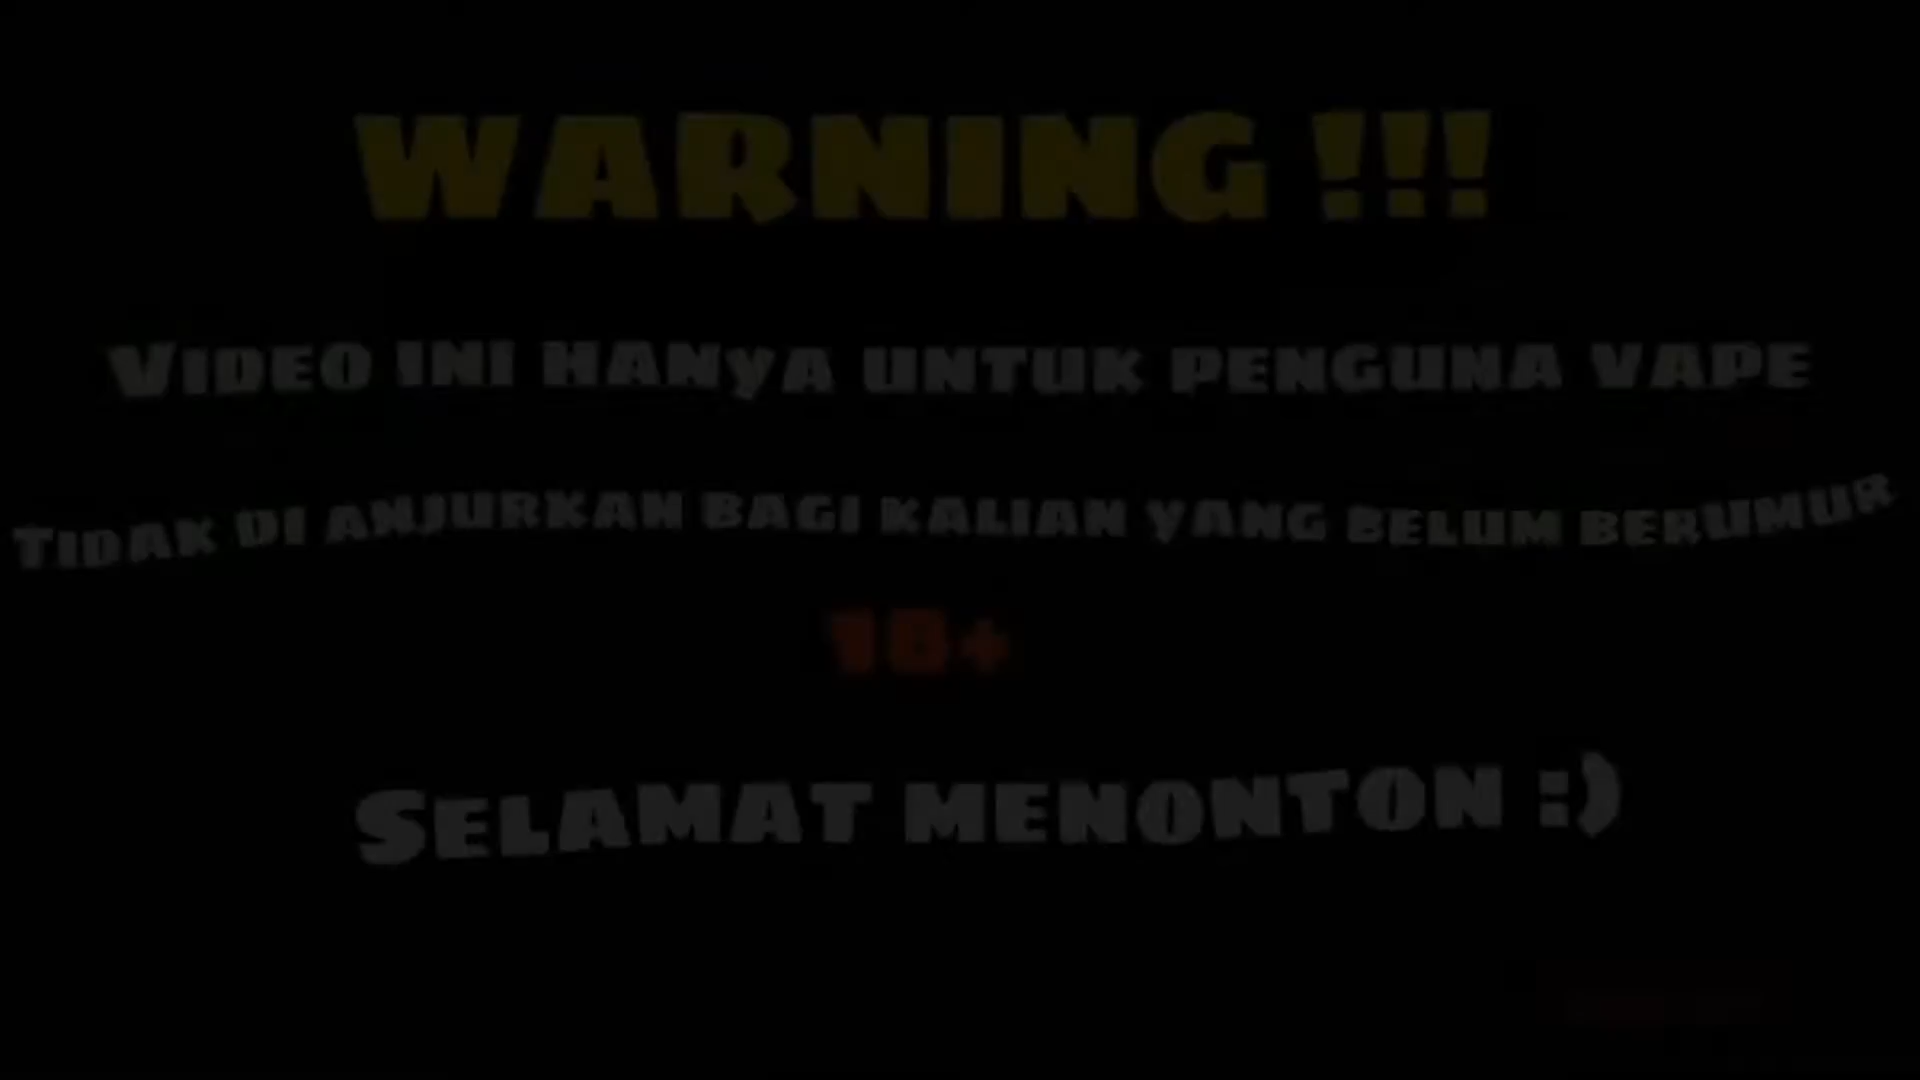 WARNING !!!
VIDEO INI HANYA UNTUK PENGUNA VAPE
TIDAK DI ANJURKAN BAGI KALIAN YANG BELUM BERUMUR
18+
SELAMAT MENONTON :)